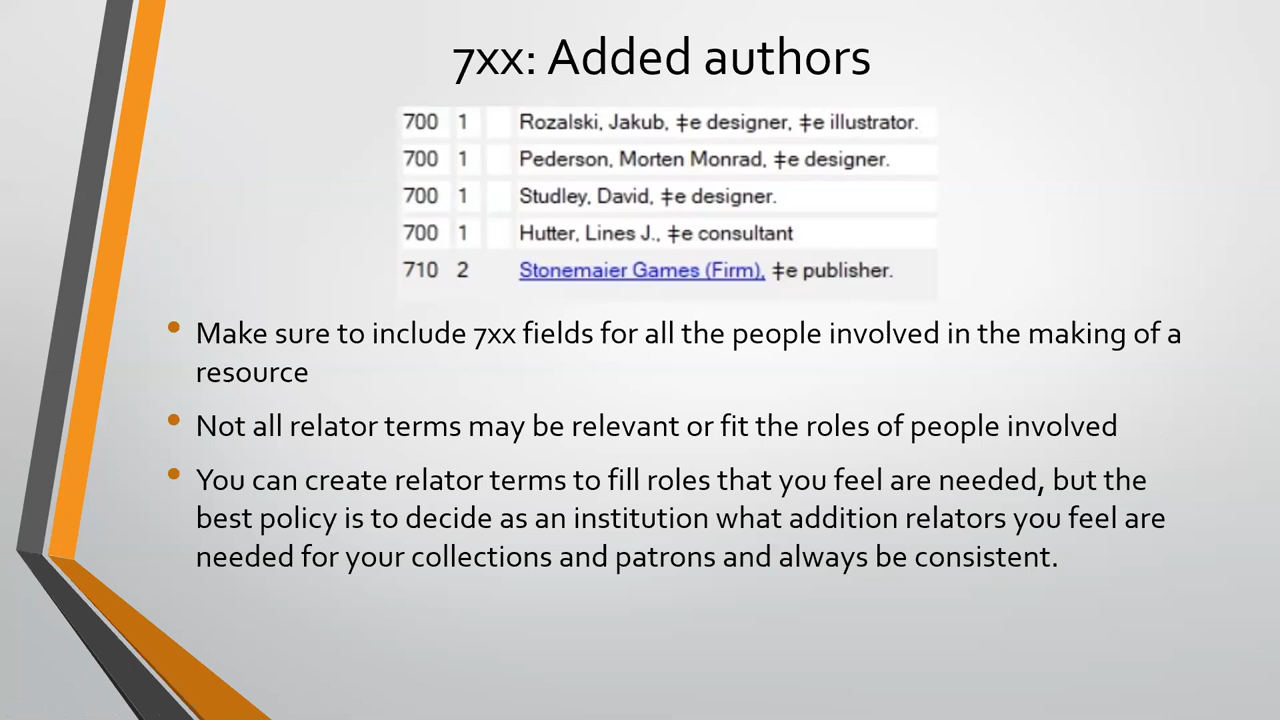 7xx: Added authors
700 1 Rozalski, Jakub, ǂe designer, ǂe illustrator.
700 1 Pederson, Morten Monrad, ǂe designer.
700 1 Studley, David, ǂe designer.
700 1 Hutter, Lines J., ǂe consultant
710 2 Stonemaier Games (Firm), ǂe publisher.
• Make sure to include 7xx fields for all the people involved in the making of a
resource
• Not all relator terms may be relevant or fit the roles of people involved
• You can create relator terms to fill roles that you feel are needed, but the
best policy is to decide as an institution what addition relators you feel are
needed for your collections and patrons and always be consistent.